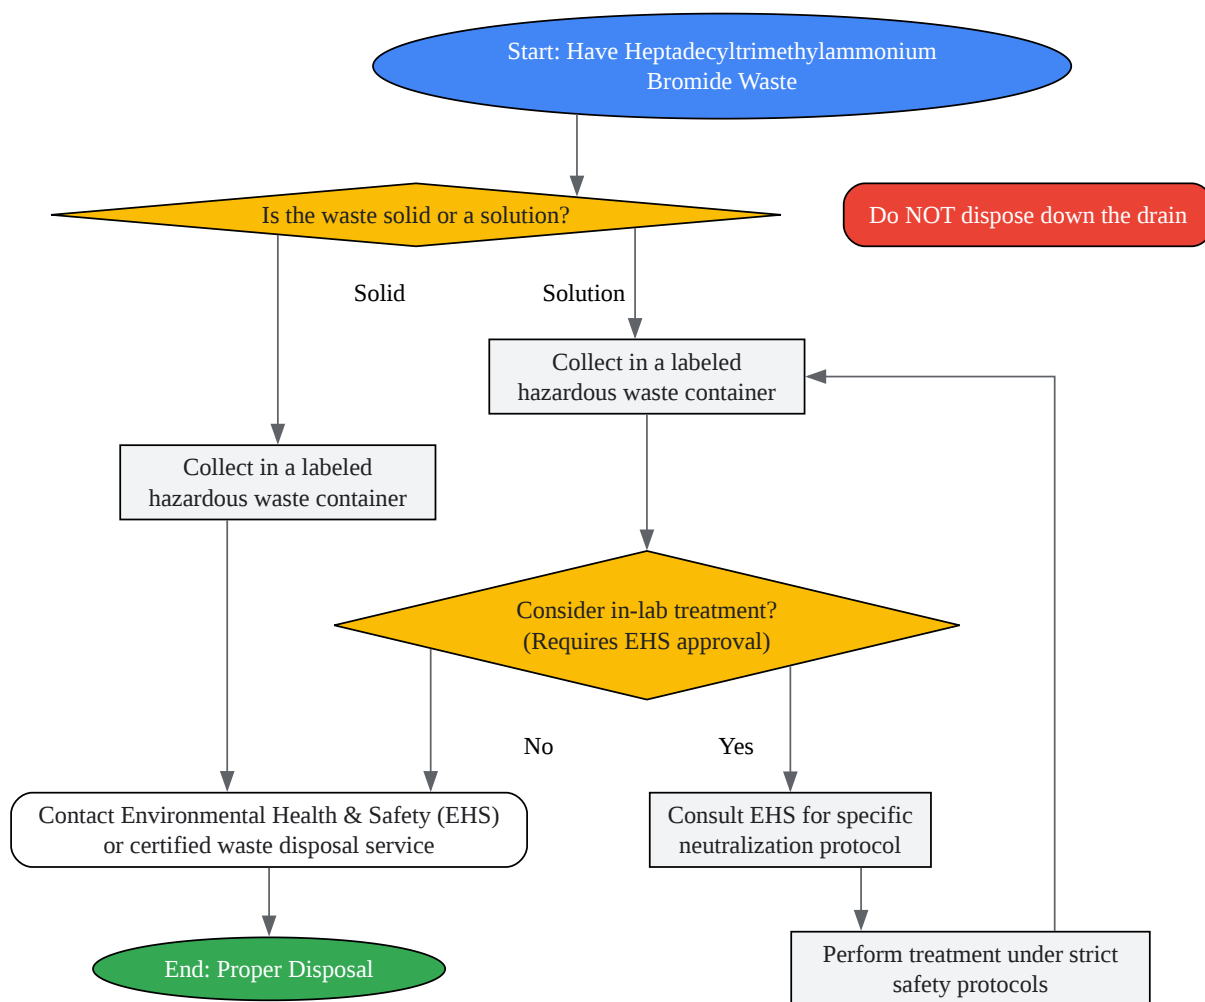 Start: Have Heptadecyltrimethylammonium
Bromide Waste
Is the waste solid or a solution?
Do NOT dispose down the drain
Solid
Solution
Collect in a labeled
hazardous waste container
Collect in a labeled
hazardous waste container
Consider in-lab treatment?
(Requires EHS approval)
No
Yes
Contact Environmental Health & Safety (EHS)
or certified waste disposal service
Consult EHS for specific
neutralization protocol
End: Proper Disposal
Perform treatment under strict
safety protocols